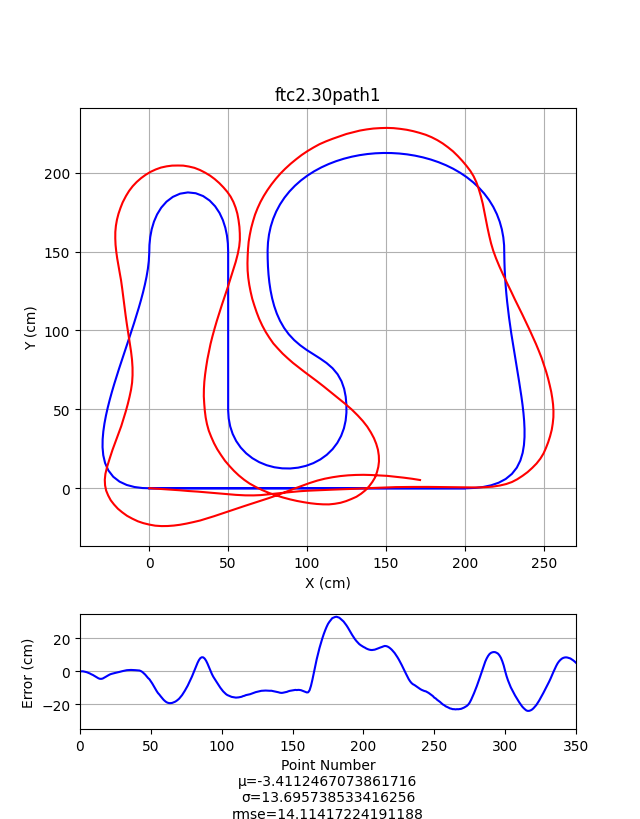 ftc2.30path1
200
150
100
50
0
Y (cm)
0 50 100 150 200 250
X (cm)
20
0
−20
Error (cm)
0 50 100 150 200 250 300 350
Point Number
μ=-3.4112467073861716
σ=13.695738533416256
rmse=14.11417224191188